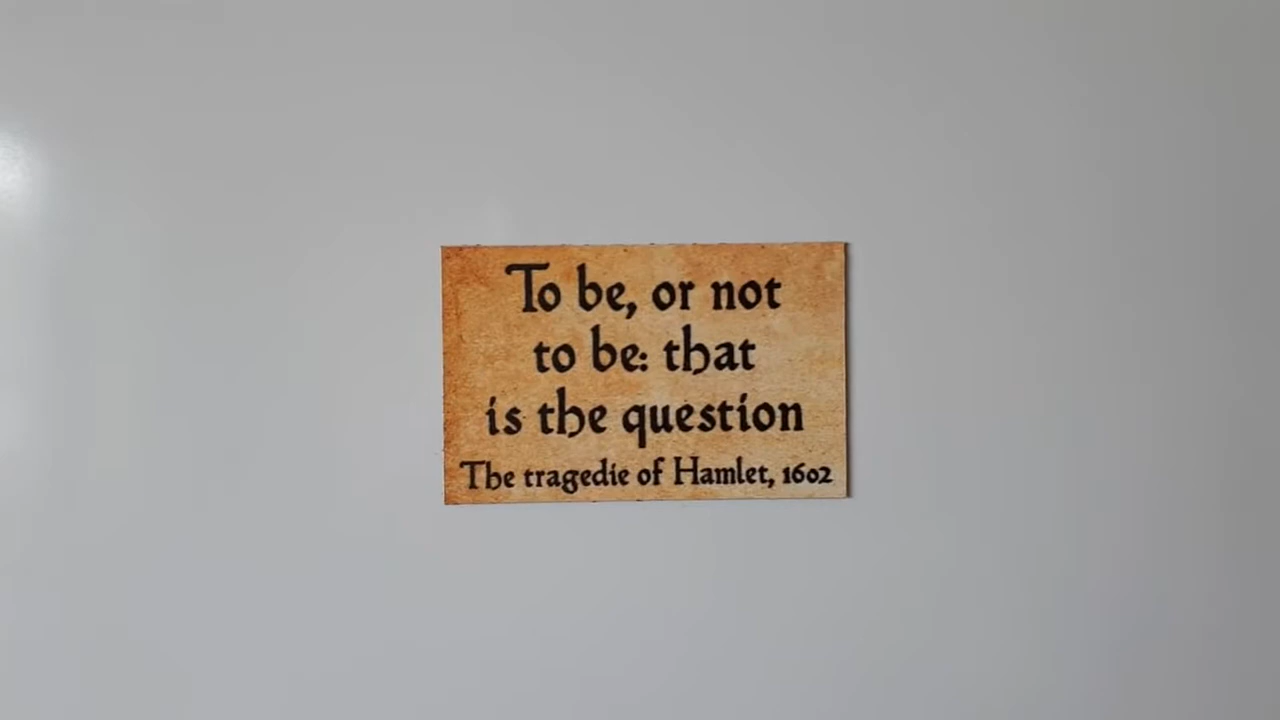 To be, or not
to be: that
is the question
The tragedie of Hamlet, 1602